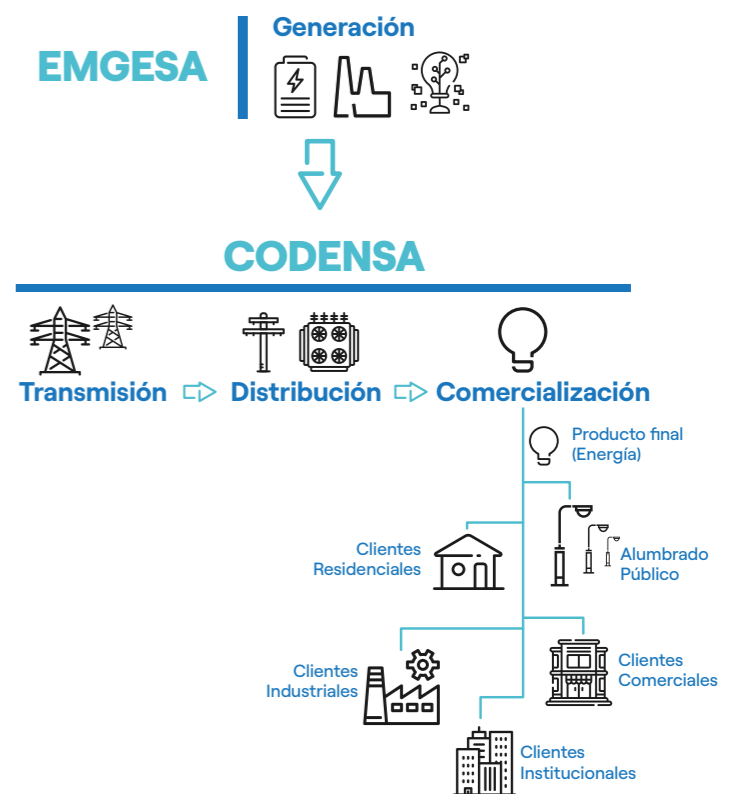 Generación
EMGESA
CODENSA
Transmisión
Distribución
Comercialización
Producto final
(Energía)
Clientes
Residenciales
Alumbrado
Público
Clientes
Industriales
Clientes
Comerciales
Clientes
Institucionales